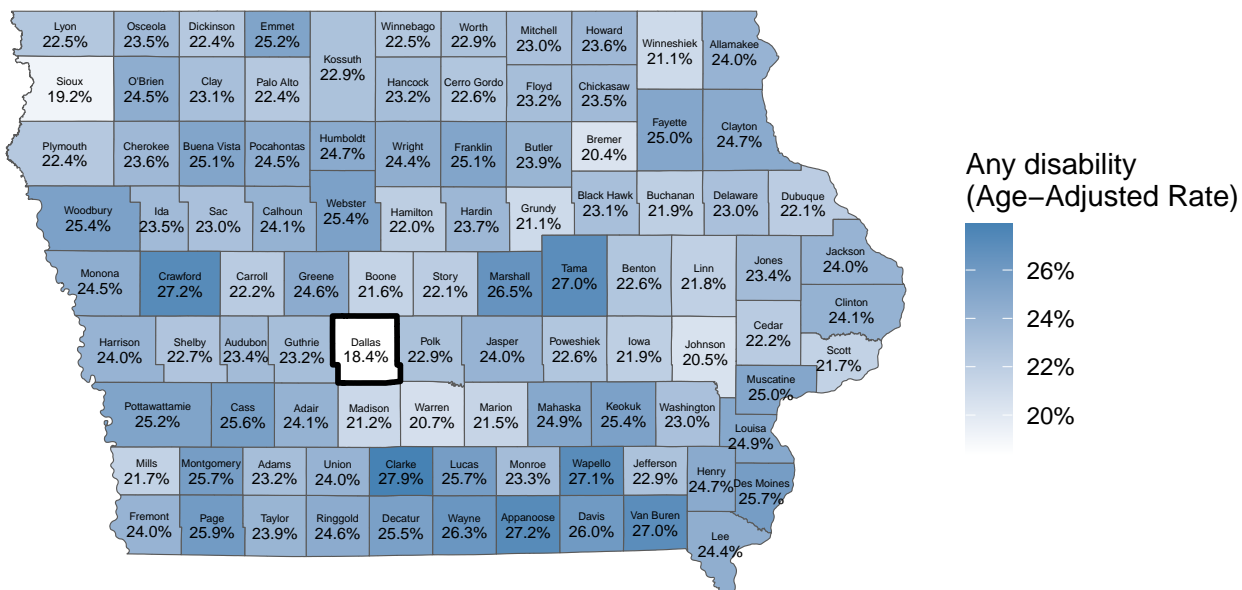 Lyon
22.5%
Osceola
23.5%
Dickinson
22.4%
Emmet
25.2%
Kossuth
22.9%
Winnebago
22.5%
Worth
22.9%
Mitchell
23.0%
Howard
23.6%
Winneshiek
21.1%
Allamakee
24.0%
Sioux
19.2%
O'Brien
24.5%
Clay
23.1%
Palo Alto
22.4%
Hancock
23.2%
Cerro Gordo
22.6%
Floyd
23.2%
Chickasaw
23.5%
Plymouth
22.4%
Cherokee
23.6%
Buena Vista
25.1%
Pocahontas
24.5%
Humboldt
24.7%
Wright
24.4%
Franklin
25.1%
Butler
23.9%
Bremer
20.4%
Fayette
25.0%
Clayton
24.7%
Woodbury
25.4%
Ida
23.5%
Sac
23.0%
Calhoun
24.1%
Webster
25.4%
Hamilton
22.0%
Hardin
23.7%
Grundy
21.1%
Black Hawk
23.1%
Buchanan
21.9%
Delaware
23.0%
Dubuque
22.1%
Monona
24.5%
Crawford
27.2%
Carroll
22.2%
Greene
24.6%
Boone
21.6%
Story
22.1%
Marshall
26.5%
Tama
27.0%
Benton
22.6%
Linn
21.8%
Jones
23.4%
Jackson
24.0%
Clinton
24.1%
Harrison
24.0%
Shelby
22.7%
Audubon
23.4%
Guthrie
23.2%
Dallas
18.4%
Polk
22.9%
Jasper
24.0%
Poweshiek
22.6%
Iowa
21.9%
Johnson
20.5%
Cedar
22.2%
Scott
21.7%
Muscatine
25.0%
Pottawattamie
25.2%
Cass
25.6%
Adair
24.1%
Madison
21.2%
Warren
20.7%
Marion
21.5%
Mahaska
24.9%
Keokuk
25.4%
Washington
23.0%
Louisa
24.9%
Mills
21.7%
Montgomery
25.7%
Adams
23.2%
Union
24.0%
Clarke
27.9%
Lucas
25.7%
Monroe
23.3%
Wapello
27.1%
Jefferson
22.9%
Henry
24.7%
Des Moines
25.7%
Fremont
24.0%
Page
25.9%
Taylor
23.9%
Ringgold
24.6%
Decatur
25.5%
Wayne
26.3%
Appanoose
27.2%
Davis
26.0%
Van Buren
27.0%
Lee
24.4%
Any disability
(Age−Adjusted Rate)
26%
24%
22%
20%